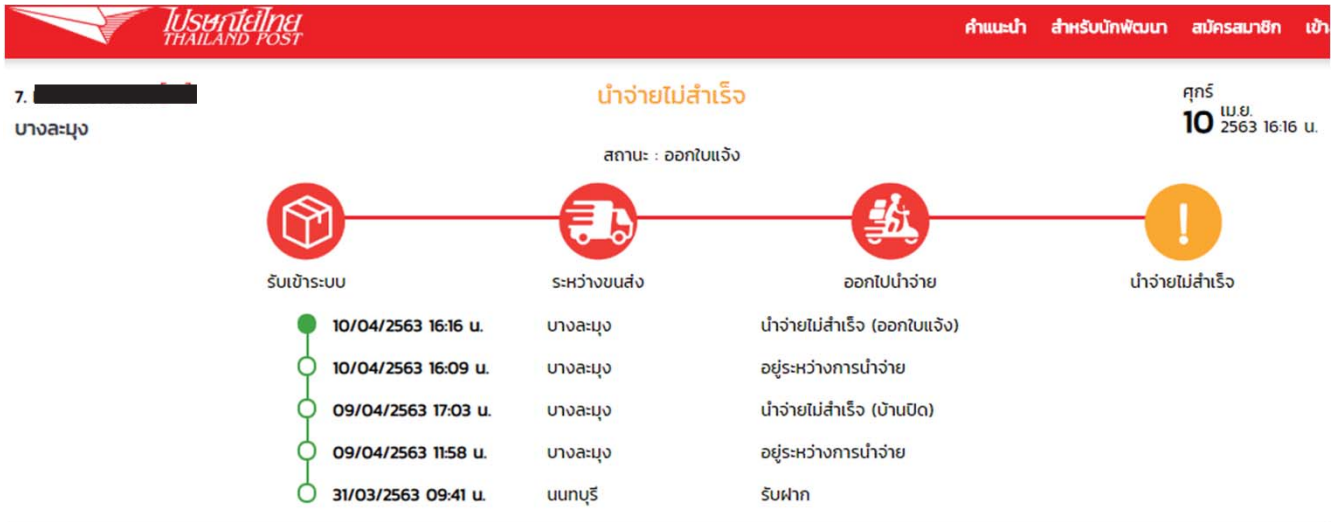 ไปรษณีย์ไทย
THAILAND POST
คำแนะนำ สำหรับนักพัฒนา สมัครสมาชิก เข้า
7.
บางละมุง
นำจ่ายไม่สำเร็จ
สถานะ : ออกใบแจ้ง
ศุกร์
10 เม.ย.
2563 16:16 น.
รับเข้าระบบ ระหว่างขนส่ง ออกไปนำจ่าย นำจ่ายไม่สำเร็จ
10/04/2563 16:16 น. บางละมุง นำจ่ายไม่สำเร็จ (ออกใบแจ้ง)
10/04/2563 16:09 น. บางละมุง อยู่ระหว่างการนำจ่าย
09/04/2563 17:03 น. บางละมุง นำจ่ายไม่สำเร็จ (บ้านปิด)
09/04/2563 11:58 น. บางละมุง อยู่ระหว่างการนำจ่าย
31/03/2563 09:41 น. นนทบุรี รับฝาก